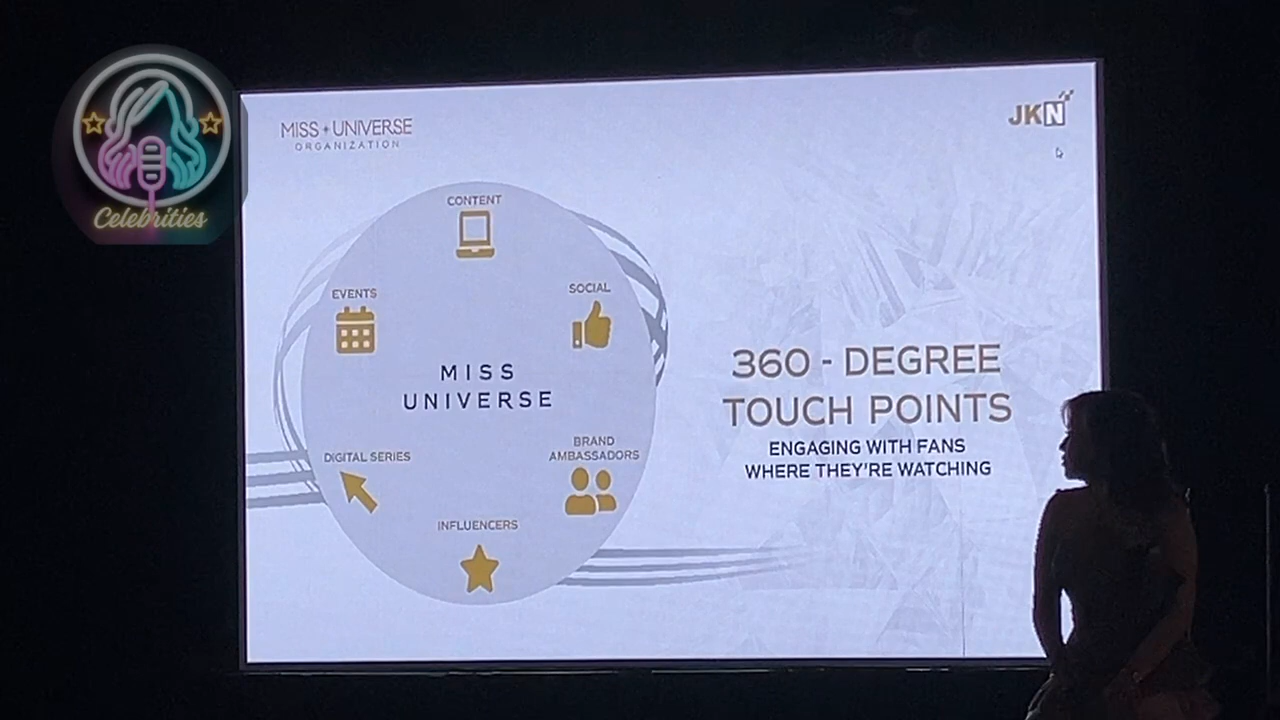 Celebrities
MISS UNIVERSE
ORGANIZATION
JKN
CONTENT
EVENTS
SOCIAL
MISS
UNIVERSE
DIGITAL SERIES
BRAND
AMBASSADORS
INFLUENCERS
360 - DEGREE
TOUCH POINTS
ENGAGING WITH FANS
WHERE THEY'RE WATCHING